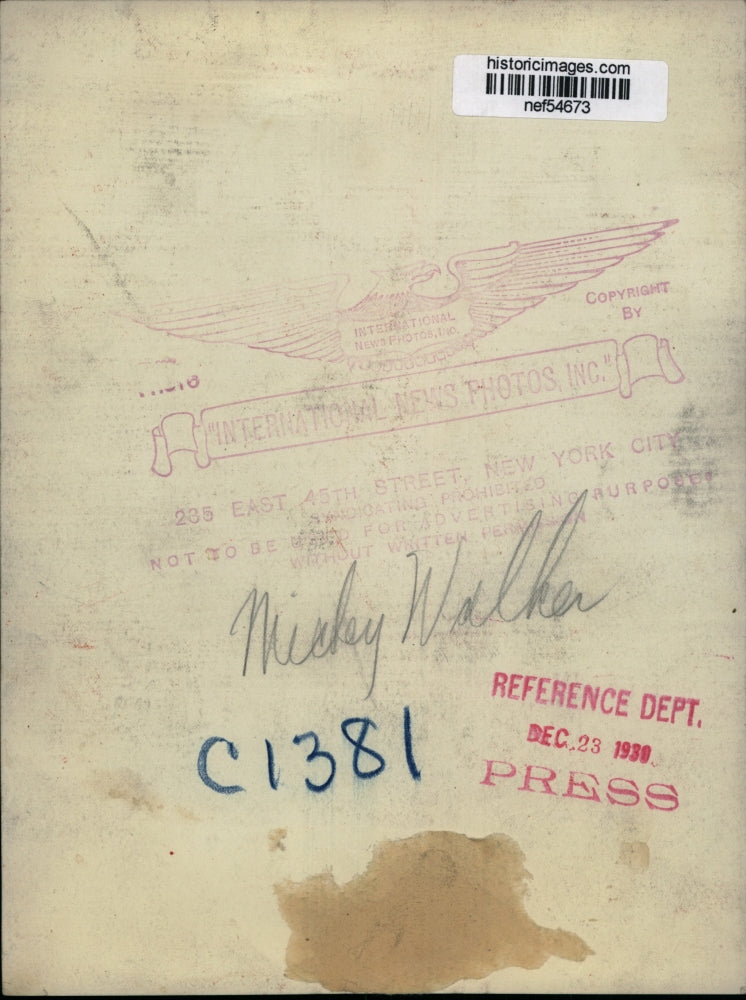 historicimages.com
nef54673
COPYRIGHT
BY
INTERNATIONAL
NEWS PHOTOS, INC.
"INTERNATIONAL NEWS PHOTOS, INC."
235 EAST 45TH STREET, NEW YORK CITY
SYNDICATING PROHIBITED
NOT TO BE USED FOR ADVERTISING PURPOSES
WITHOUT WRITTEN PERMISSION
Mickey Walker
REFERENCE DEPT.
DEC. 23 1930
PRESS
C1381